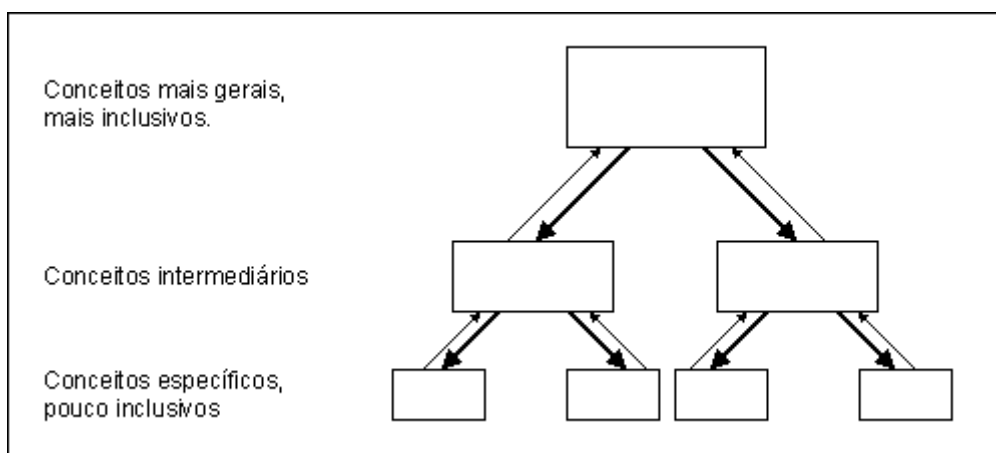 Conceitos mais gerais,
mais inclusivos.
Conceitos intermediários
Conceitos específicos,
pouco inclusivos